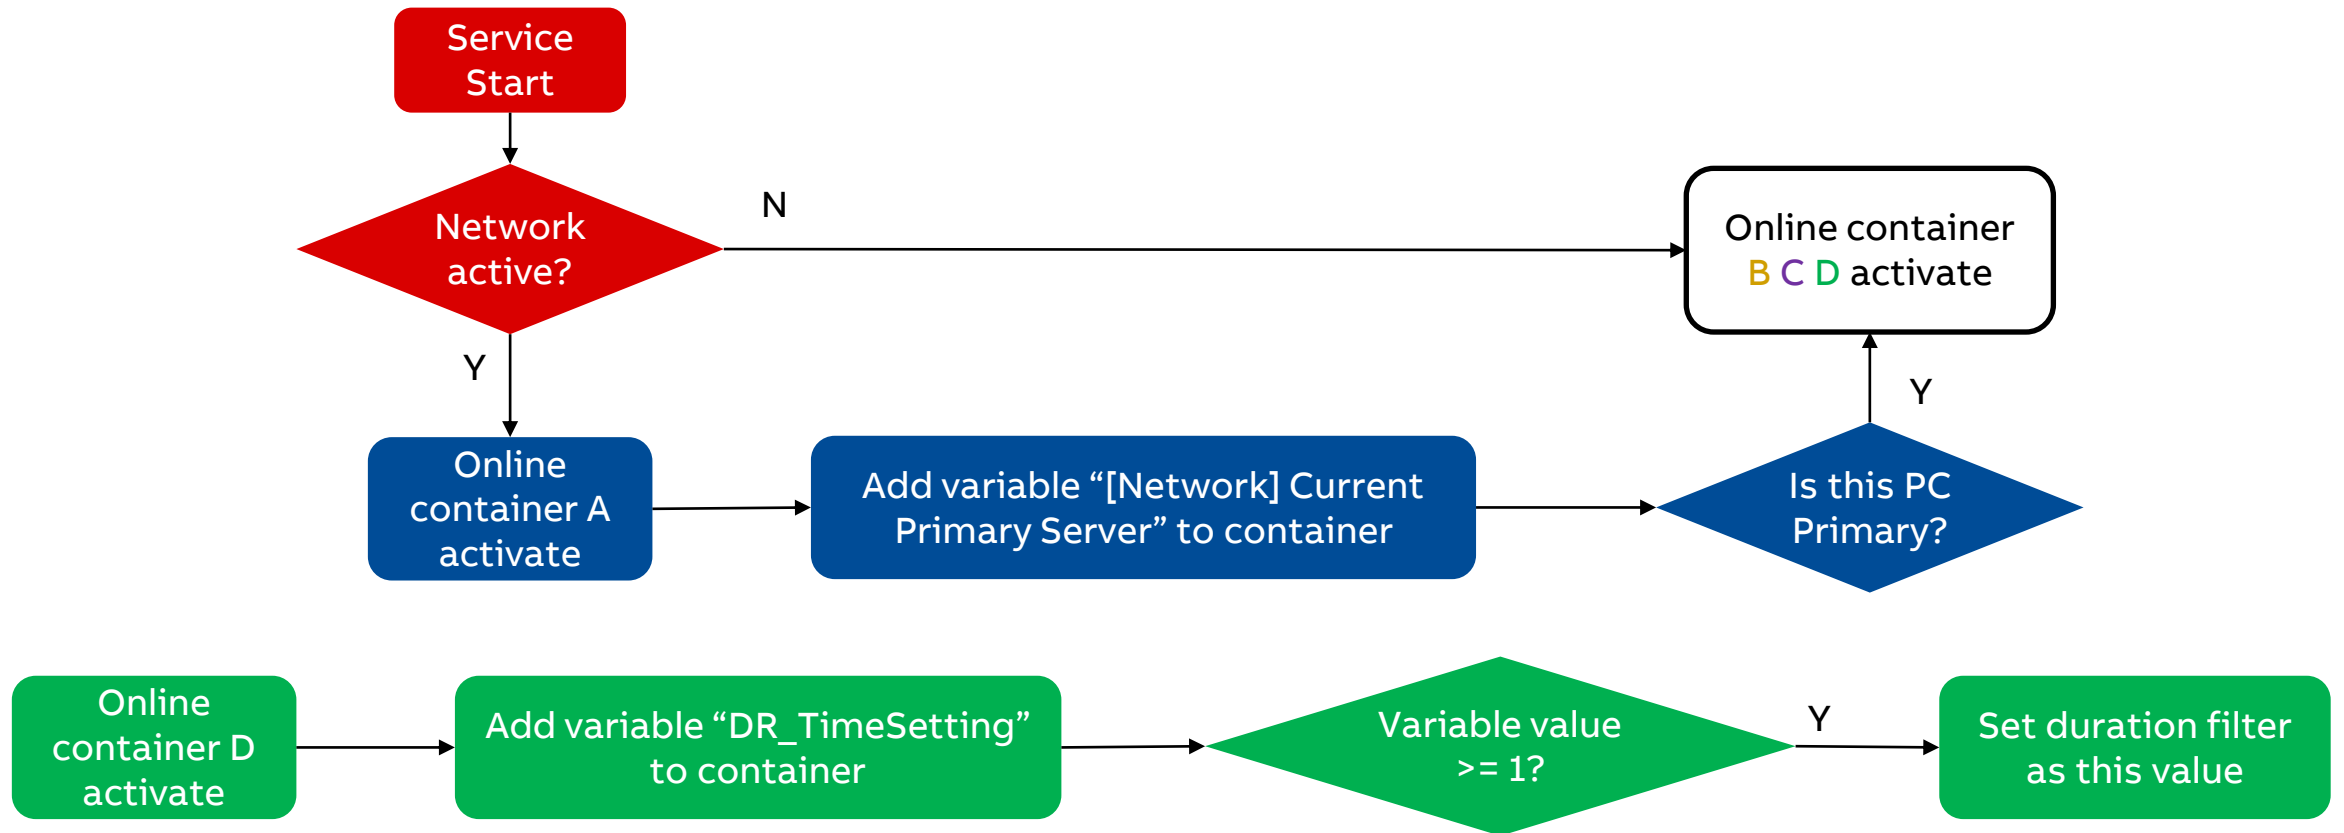 Service
Start
Network
active?
N
Online container
B C D activate
Y
Y
Online
container A
activate
Add variable “[Network] Current
Primary Server” to container
Is this PC
Primary?
Online
container D
activate
Add variable “DR_TimeSetting”
to container
Variable value
>= 1?
Y
Set duration filter
as this value